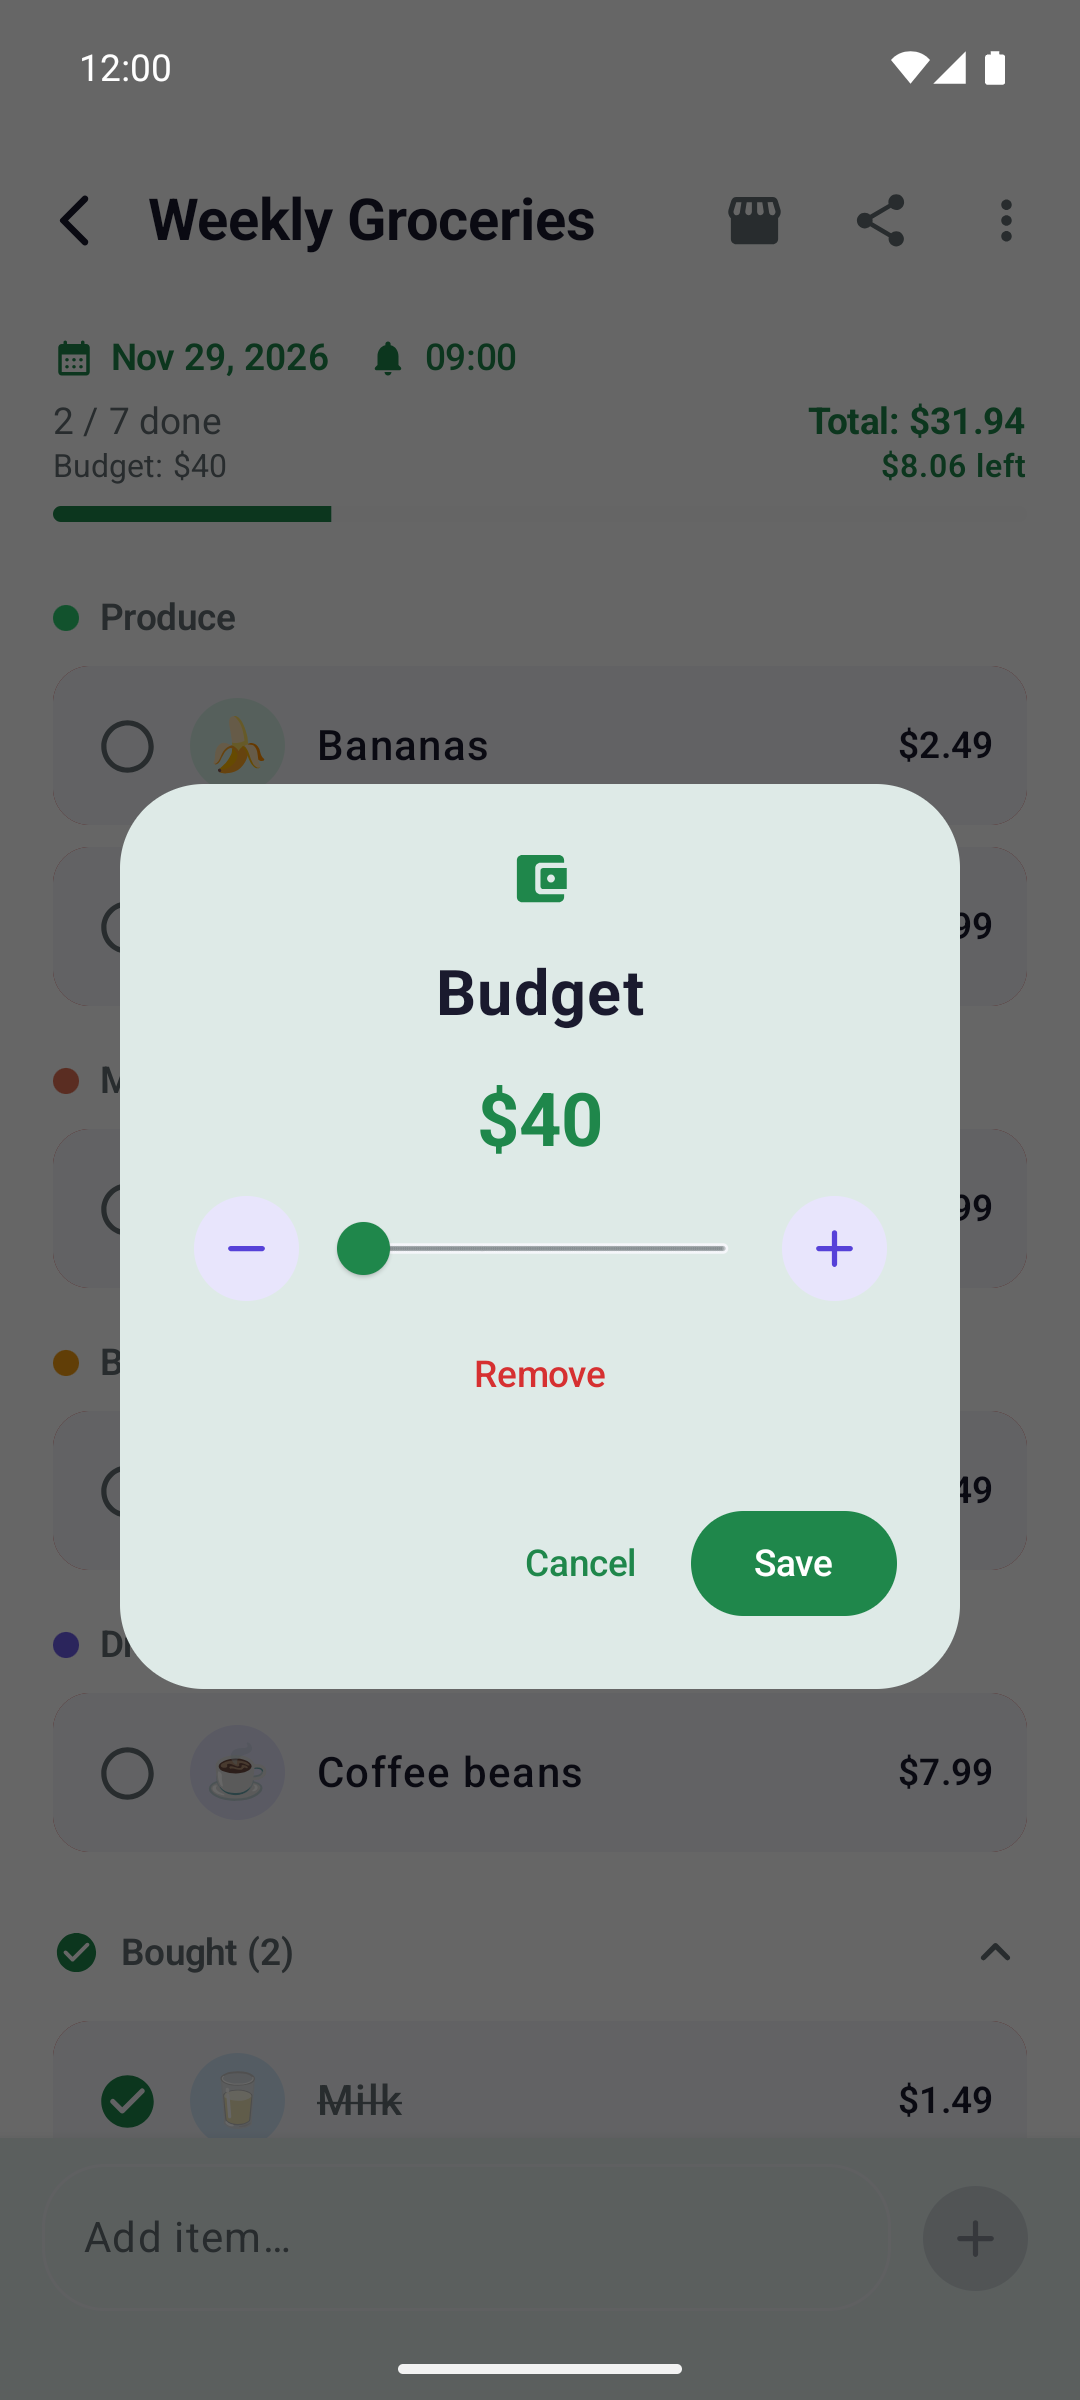 12:00
Weekly Groceries
Nov 29, 2026 09:00
2 / 7 done Total: $31.94
Budget: $40 $8.06 left
Produce
Bananas $2.49
Budget
$40
Remove
Cancel Save
Coffee beans $7.99
Bought (2)
Milk $1.49
Add item...